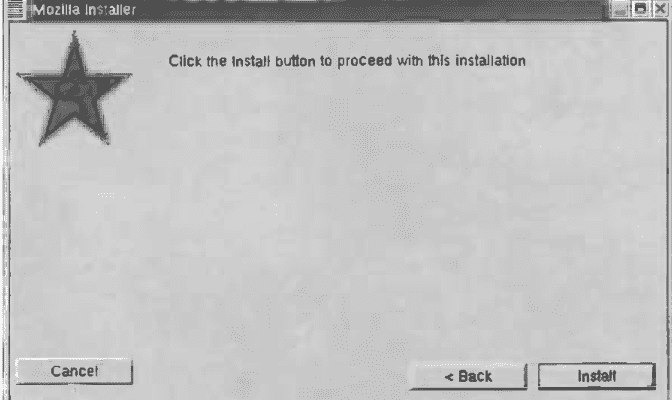 Mozilla Installer
Click the Install button to proceed with this installation
Cancel
< Back
Install